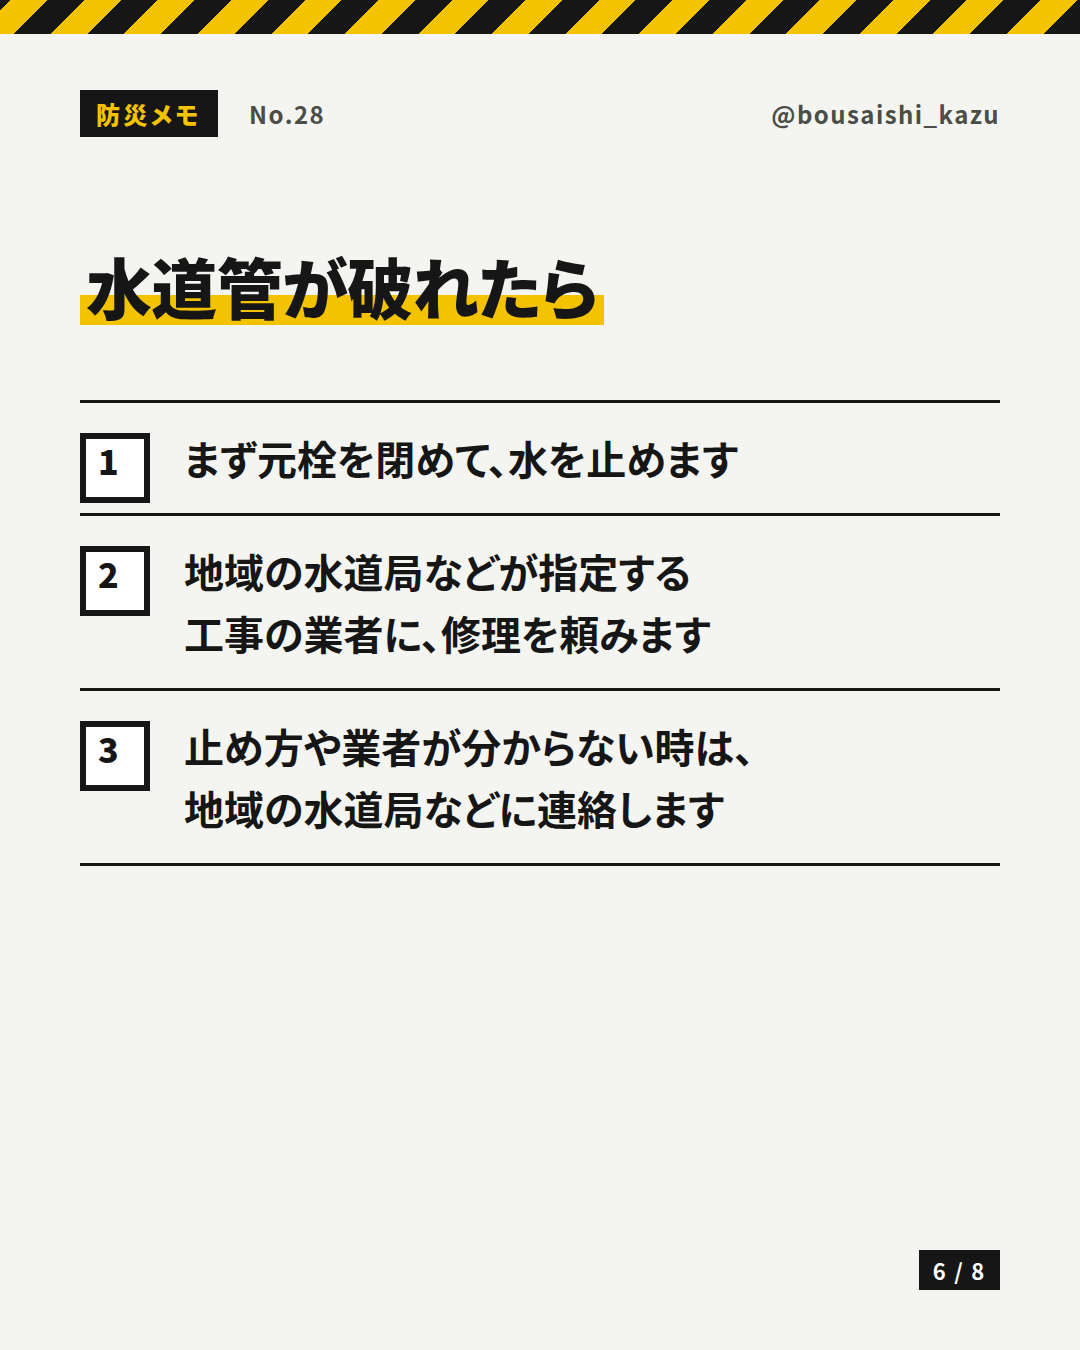 防災メモ No.28 @bousaishi_kazu
水道管が破れたら
1 まず元栓を閉めて、水を止めます
2 地域の水道局などが指定する
工事の業者に、修理を頼みます
3 止め方や業者が分からない時は、
地域の水道局などに連絡します
6 / 8